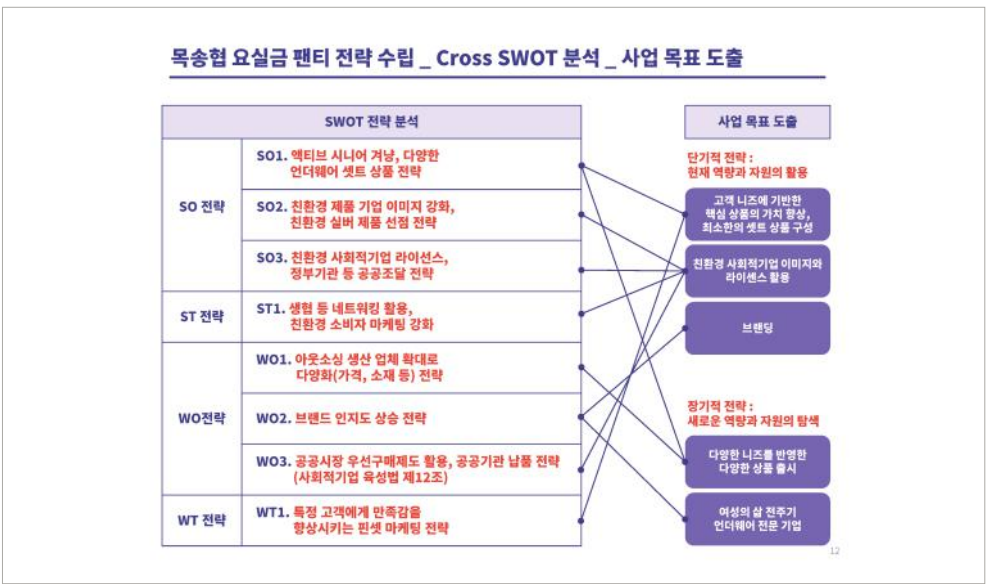 목송협 요실금 팬티 전략 수립 _ Cross SWOT 분석 _ 사업 목표 도출
SWOT 전략 분석
SO 전략
SO1. 액티브 시니어 겨냥, 다양한
언더웨어 셋트 상품 전략
SO2. 친환경 제품 기업 이미지 강화,
친환경 실버 제품 선점 전략
SO3. 친환경 사회적기업 라이선스,
정부기관 등 공공조달 전략
ST 전략
ST1. 생협 등 네트워킹 활용,
친환경 소비자 마케팅 강화
WO전략
WO1. 아웃소싱 생산 업체 확대로
다양화(가격, 소재 등) 전략
WO2. 브랜드 인지도 상승 전략
WO3. 공공시장 우선구매제도 활용, 공공기관 납품 전략
(사회적기업 육성법 제12조)
WT 전략
WT1. 특정 고객에게 만족감을
향상시키는 핀셋 마케팅 전략
사업 목표 도출
단기적 전략 :
현재 역량과 자원의 활용
고객 니즈에 기반한
핵심 상품의 가치 향상,
최소한의 셋트 상품 구성
친환경 사회적기업 이미지와
라이센스 활용
브랜딩
장기적 전략 :
새로운 역량과 자원의 탐색
다양한 니즈를 반영한
다양한 상품 출시
여성의 삶 전주기
언더웨어 전문 기업
12